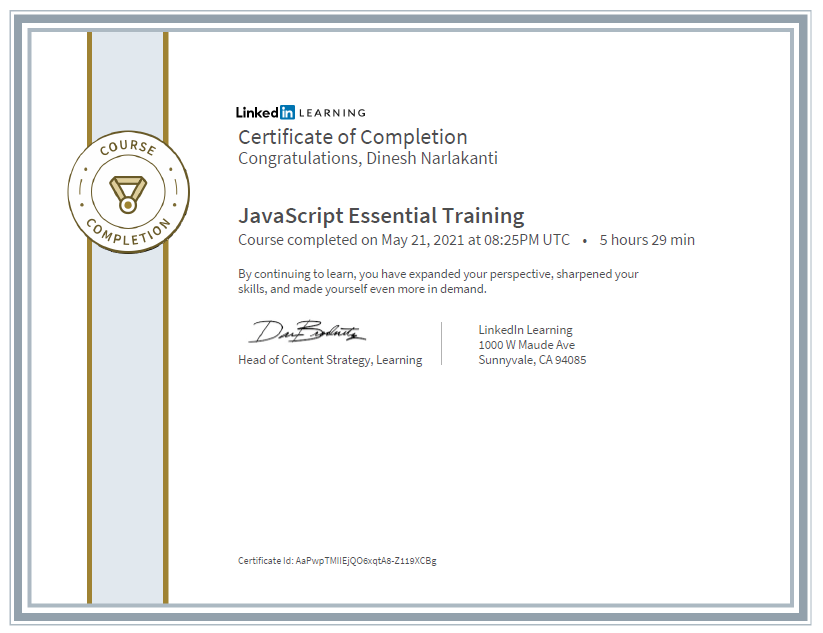 Linked in LEARNING
Certificate of Completion
Congratulations, Dinesh Narlakanti
COURSE
COMPLETION
JavaScript Essential Training
Course completed on May 21, 2021 at 08:25PM UTC • 5 hours 29 min
By continuing to learn, you have expanded your perspective, sharpened your
skills, and made yourself even more in demand.
Head of Content Strategy, Learning
LinkedIn Learning
1000 W Maude Ave
Sunnyvale, CA 94085
Certificate Id: AaPwpTMIIEjQO6xqtA8-Z119XCBg